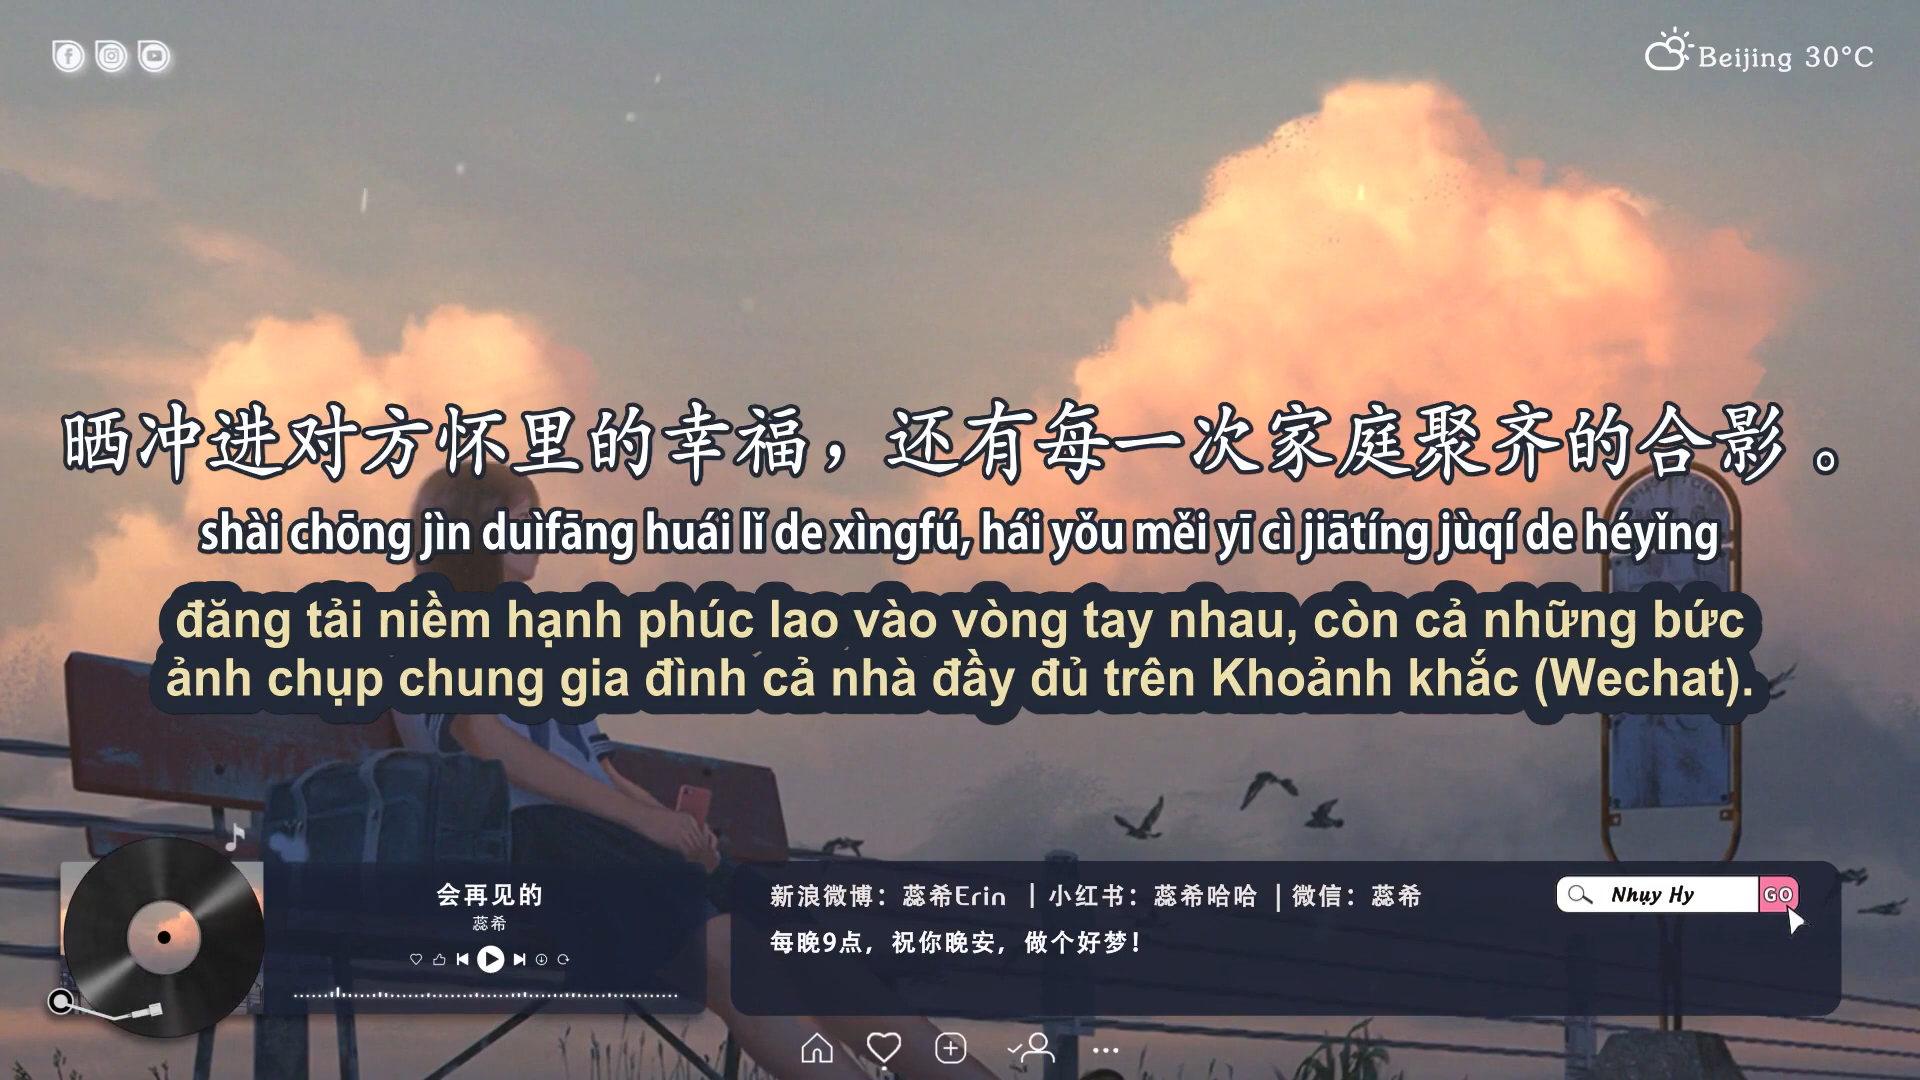 Beijing 30°C
晒冲进对方怀里的幸福，还有每一次家庭聚齐的合影。
shài chōng jìn duìfāng huái lǐ de xìngfú, hái yǒu měi yī cì jiātíng jùqí de héyǐng
đăng tải niềm hạnh phúc lao vào vòng tay nhau, còn cả những bức
ảnh chụp chung gia đình cả nhà đầy đủ trên Khoảnh khắc (Wechat).
会再见的
蕊希
新浪微博：蕊希Erin ｜小红书：蕊希哈哈 ｜微信：蕊希
每晚9点，祝你晚安，做个好梦！
Nhụy Hy
GO